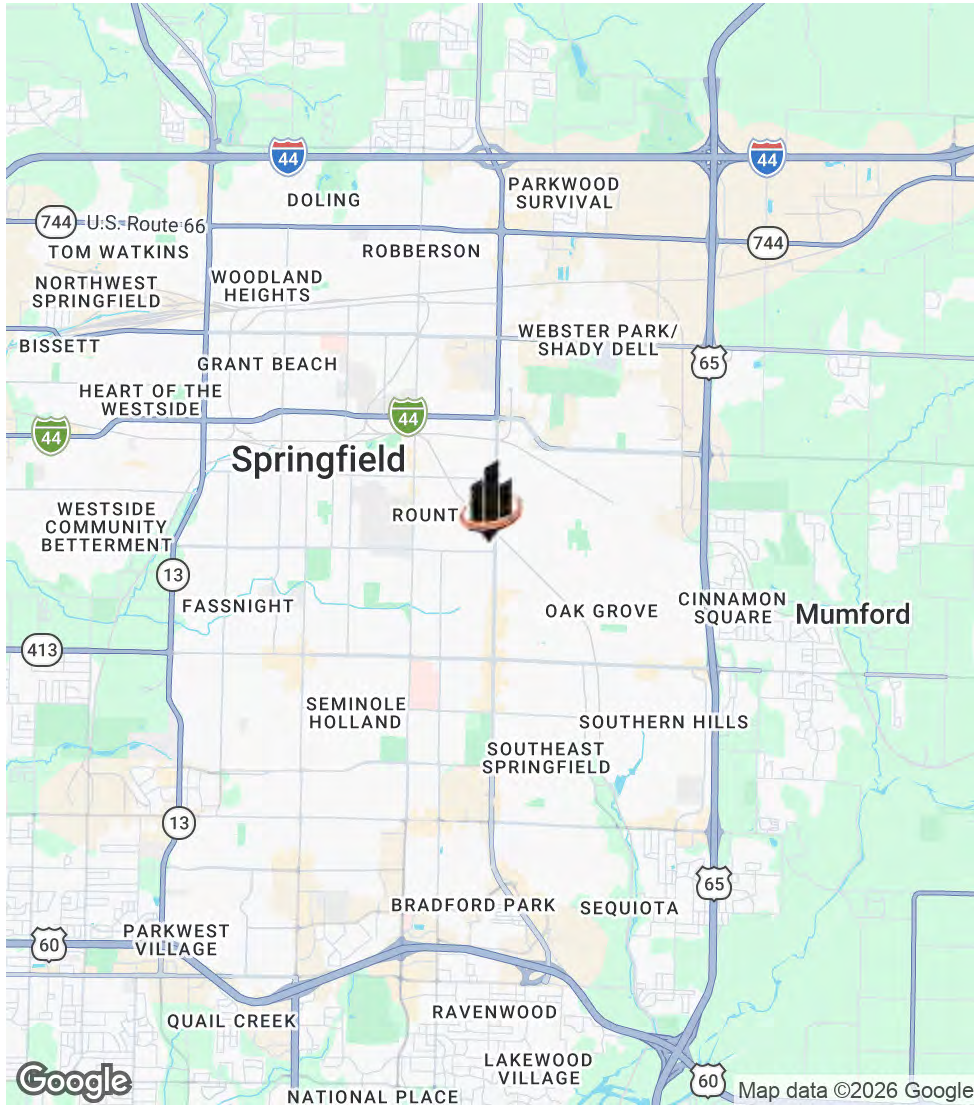 44
44
DOLING
PARKWOOD
SURVIVAL
744
U.S. Route 66
744
TOM WATKINS
ROBBERSON
NORTHWEST
SPRINGFIELD
WOODLAND
HEIGHTS
WEBSTER PARK/
SHADY DELL
BISSETT
65
GRANT BEACH
HEART OF THE
WESTSIDE
44
44
Springfield
WESTSIDE
COMMUNITY
BETTERMENT
ROUNT
13
FASSNIGHT
OAK GROVE
CINNAMON
SQUARE
Mumford
413
SEMINOLE
HOLLAND
SOUTHERN HILLS
SOUTHEAST
SPRINGFIELD
13
65
BRADFORD PARK
SEQUIOTA
60
PARKWEST
VILLAGE
QUAIL CREEK
RAVENWOOD
LAKEWOOD
VILLAGE
60
Google
NATIONAL PLACE
Map data ©2026 Google